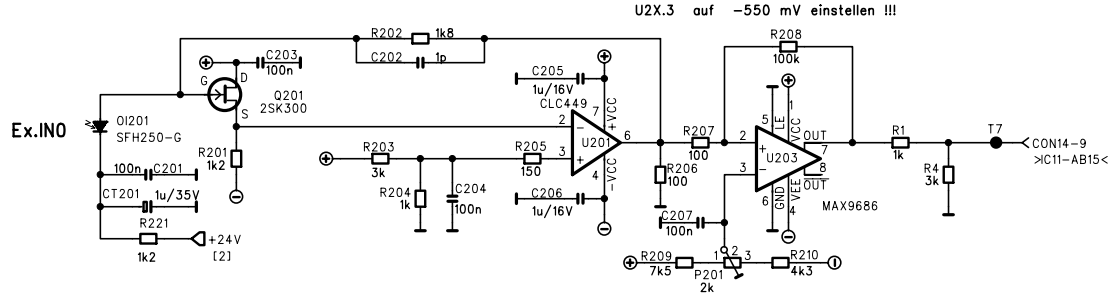 U2X.3 auf -550 mV einstellen !!!
R202
1k8
C202
1p
C203
100n
G
D
S
Q201
2SK300
Ex.IN0
OI201
SFH250-G
R201
1k2
100n
C201
CT201
1u/35V
R221
1k2
+24V
[2]
R203
3k
R204
1k
C204
100n
R205
150
C205
1u/16V
CLC449
7
+VCC
2
3
6
U201
4
-VCC
C206
1u/16V
R206
100
R207
100
R208
100k
5
LE
1
VCC
2
3
U203
OUT
7
8
OUT
GND
6
VEE
4
MAX9686
C207
100n
R209
7k5
1
2
3
P201
2k
R210
4k3
R1
1k
R4
3k
T7
CON14-9
>IC11-AB15<